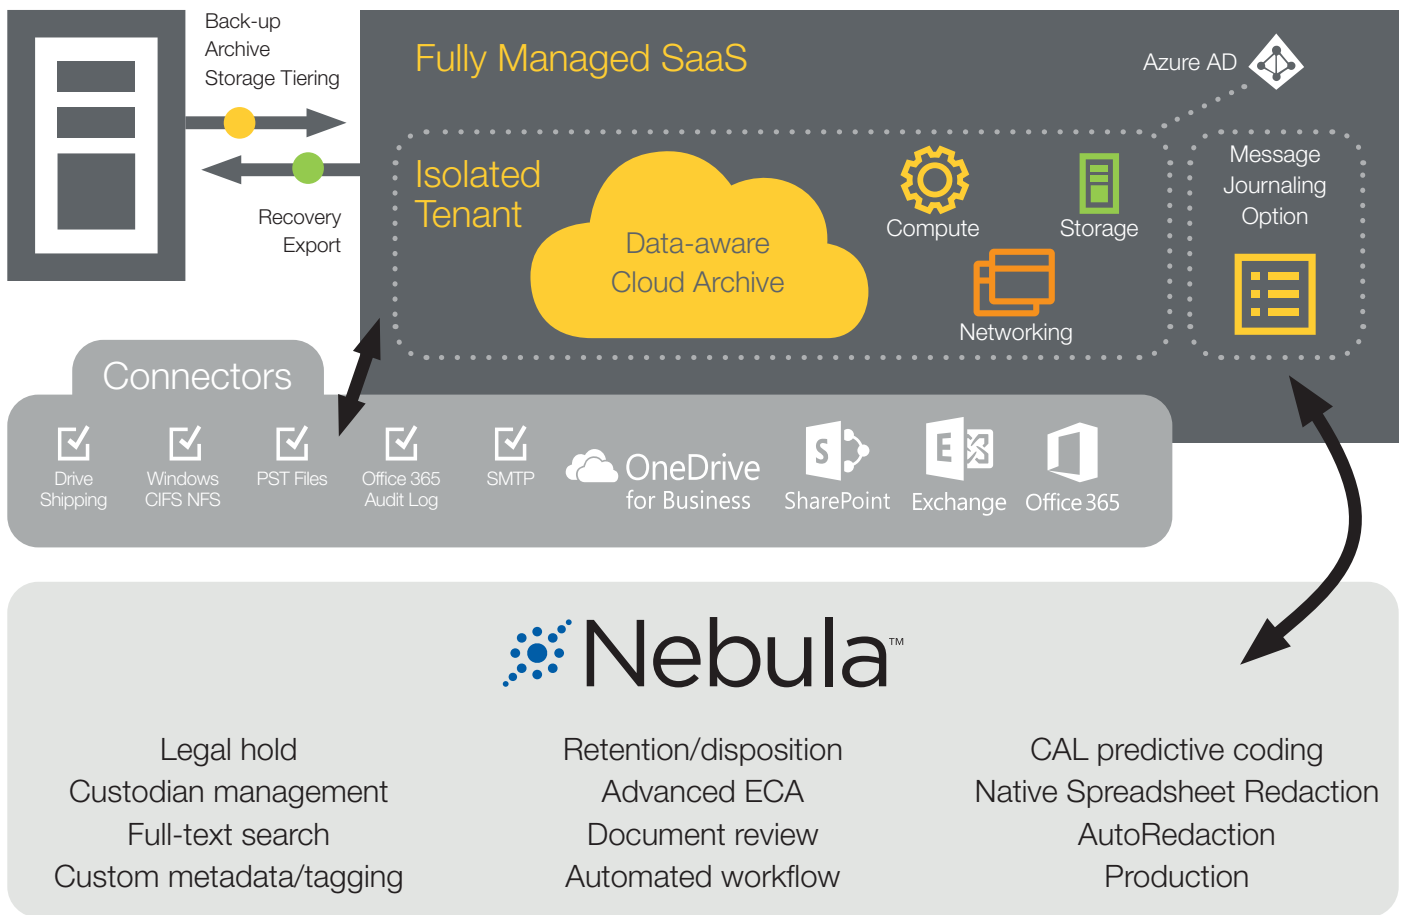 Back-up
Archive
Storage Tiering
Recovery
Export
Fully Managed SaaS
Azure AD
Isolated
Tenant
Data-aware
Cloud Archive
Compute
Storage
Networking
Message
Journaling
Option
Connectors
Drive
Shipping
Windows
CIFS NFS
PST Files
Office 365
Audit Log
SMTP
OneDrive
for Business
S
SharePoint
E
Exchange
Office 365
Nebula™
Legal hold
Custodian management
Full-text search
Custom metadata/tagging
Retention/disposition
Advanced ECA
Document review
Automated workflow
CAL predictive coding
Native Spreadsheet Redaction
AutoRedaction
Production